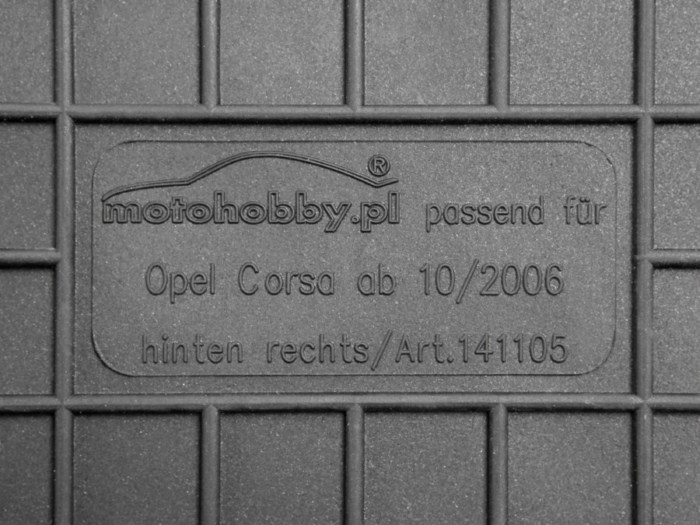 motohobby.pl® passend für
Opel Corsa ab 10/2006
hinten rechts/Art.141105